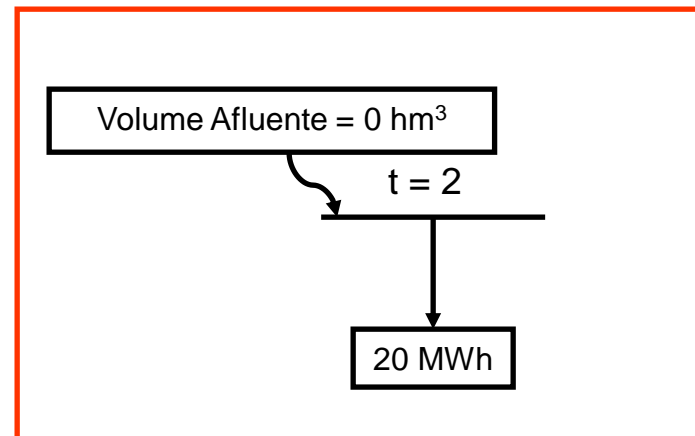 Volume Afluente = 0 hm³
t = 2
20 MWh